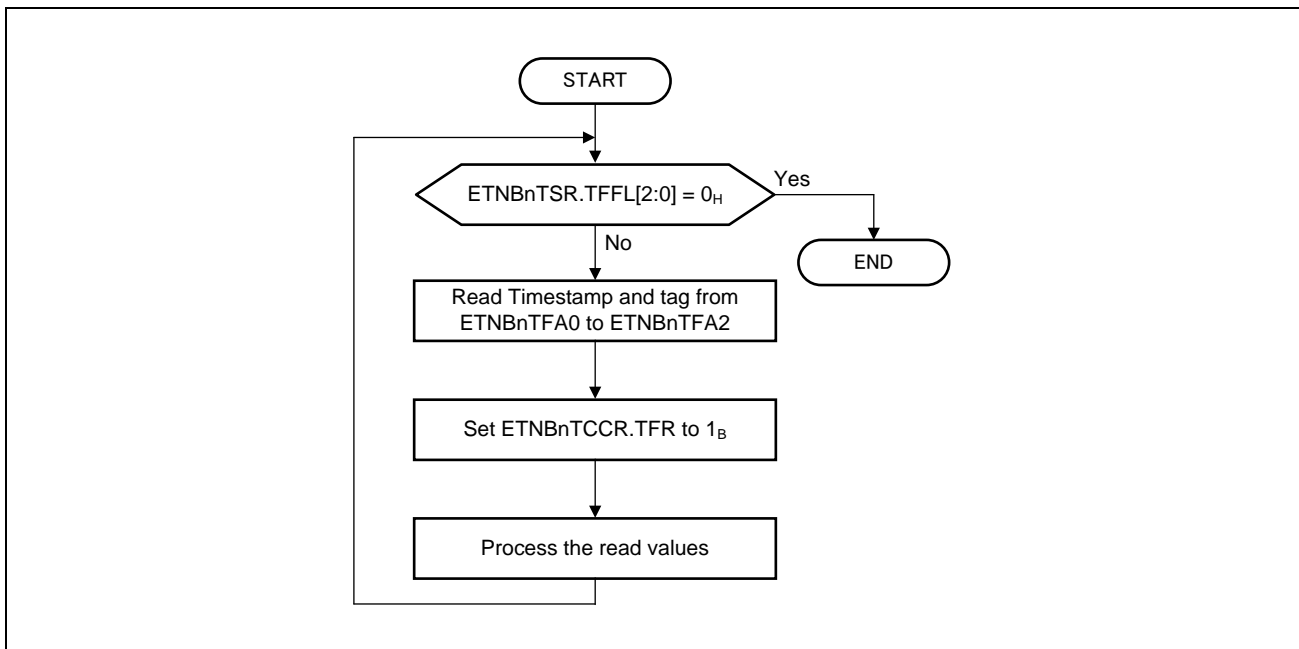 START
ETNBnTSR.TFFL[2:0] = 0H
Yes
No
END
Read Timestamp and tag from
ETNBnTFA0 to ETNBnTFA2
Set ETNBnTCCR.TFR to 1B
Process the read values